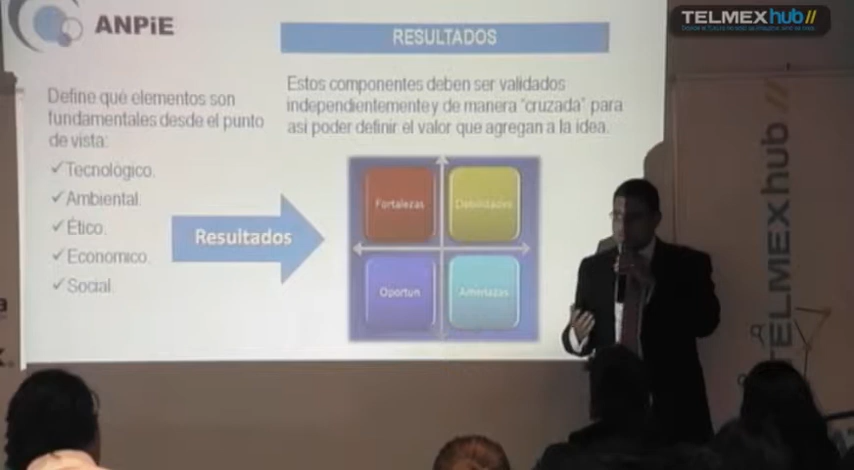 TELMEXhub//
ANPiE
RESULTADOS
Define qué elementos son
fundamentales desde el punto
de vista:
✓Tecnológico.
✓Ambiental.
✓Ético.
✓Económico.
✓Social.
Estos componentes deben ser validados
independientemente y de manera "cruzada" para
asi poder definir el valor que agregan a la idea.
Resultados
Fortalezas
Debilidades
Oportun
Amenazas
TELMEXhub//